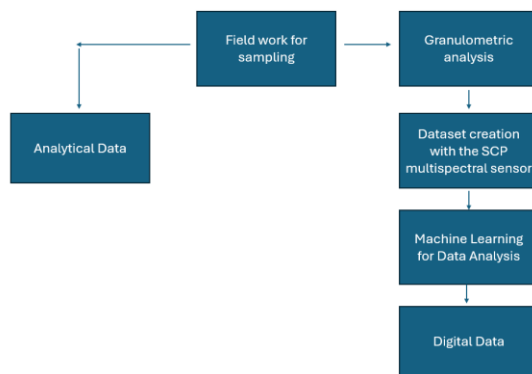 Field work for
sampling
Granulometric
analysis
Analytical Data
Dataset creation
with the SCP
multispectral sensor
Machine Learning
for Data Analysis
Digital Data